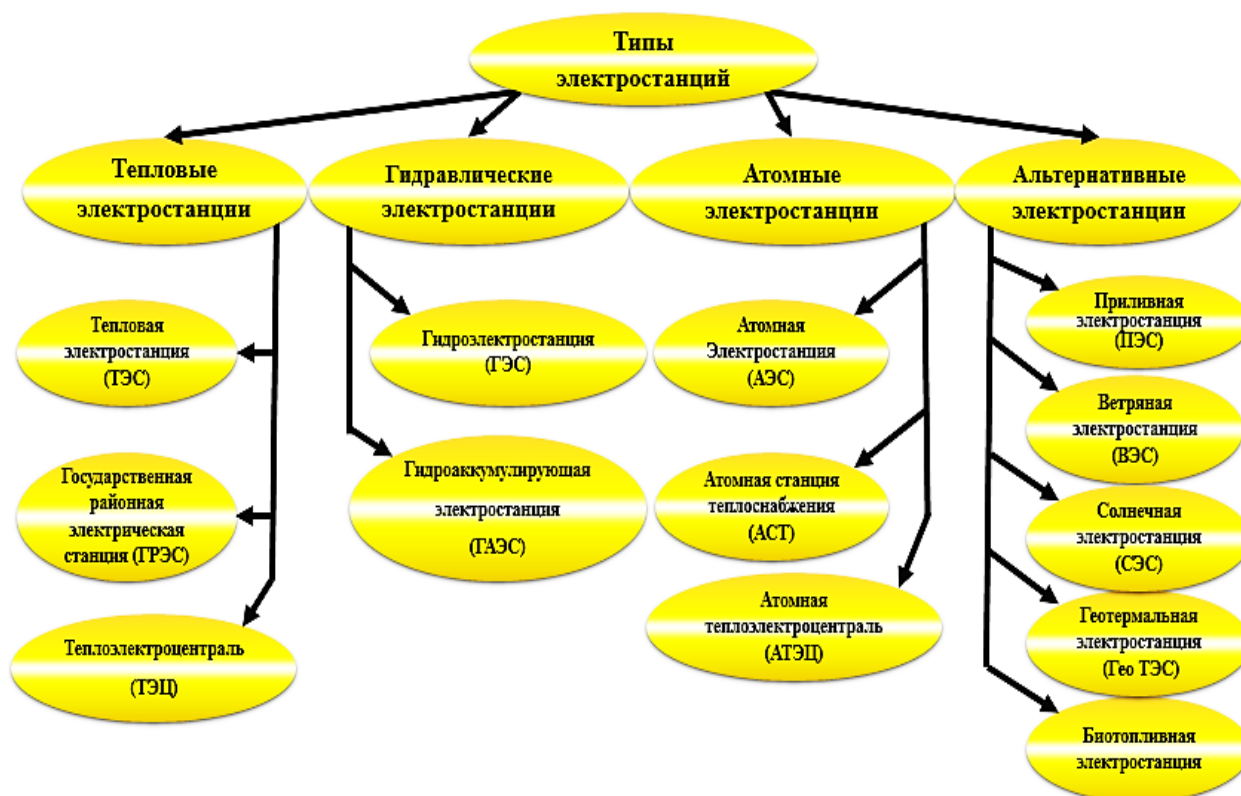 Типы
электростанций
Тепловые
электростанции
Гидравлические
электростанции
Атомные
электростанции
Альтернативные
электростанции
Тепловая
электростанция
(ТЭС)
Государственная
районная
электрическая
станция (ГРЭС)
Теплоэлектроцентраль
(ТЭЦ)
Гидроэлектростанция
(ГЭС)
Гидроаккумулирующая
электростанция
(ГАЭС)
Атомная
Электростанция
(АЭС)
Атомная станция
теплоснабжения
(АСТ)
Атомная
теплоэлектроцентраль
(АТЭЦ)
Приливная
электростанция
(ПЭС)
Ветряная
электростанция
(ВЭС)
Солнечная
электростанция
(СЭС)
Геотермальная
электростанция
(Гео ТЭС)
Биотопливная
электростанция